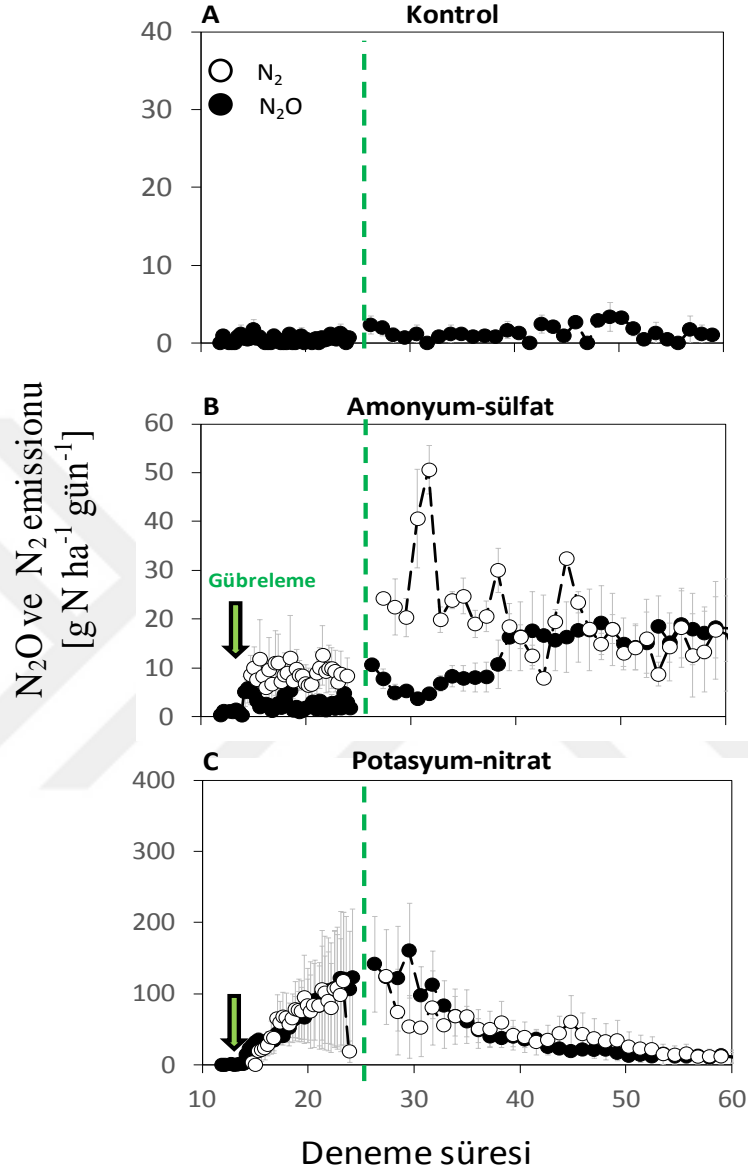 A Kontrol
40
30
20
10
0
N₂
N₂O
B Amonyum-sülfat
60
50
40
30
20
10
0
Gübreleme
N₂O ve N₂ emissionu
[g N ha⁻¹ gün⁻¹]
C Potasyum-nitrat
400
300
200
100
0
10 20 30 40 50 60
Deneme süresi